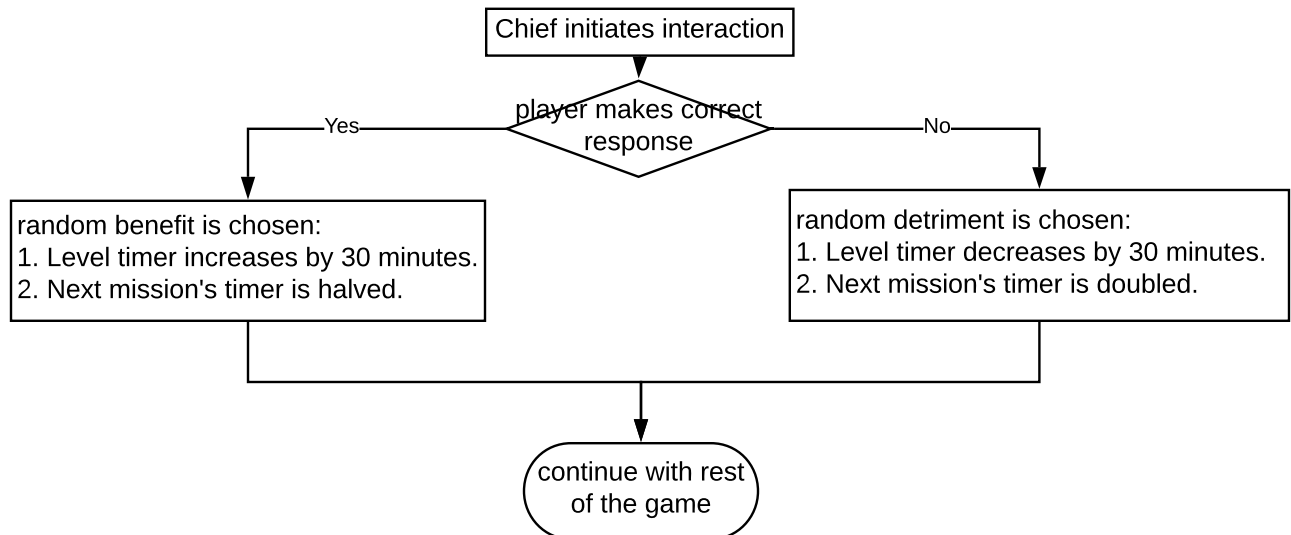 Chief initiates interaction
player makes correct
response
Yes
No
random benefit is chosen:
1. Level timer increases by 30 minutes.
2. Next mission's timer is halved.
random detriment is chosen:
1. Level timer decreases by 30 minutes.
2. Next mission's timer is doubled.
continue with rest
of the game